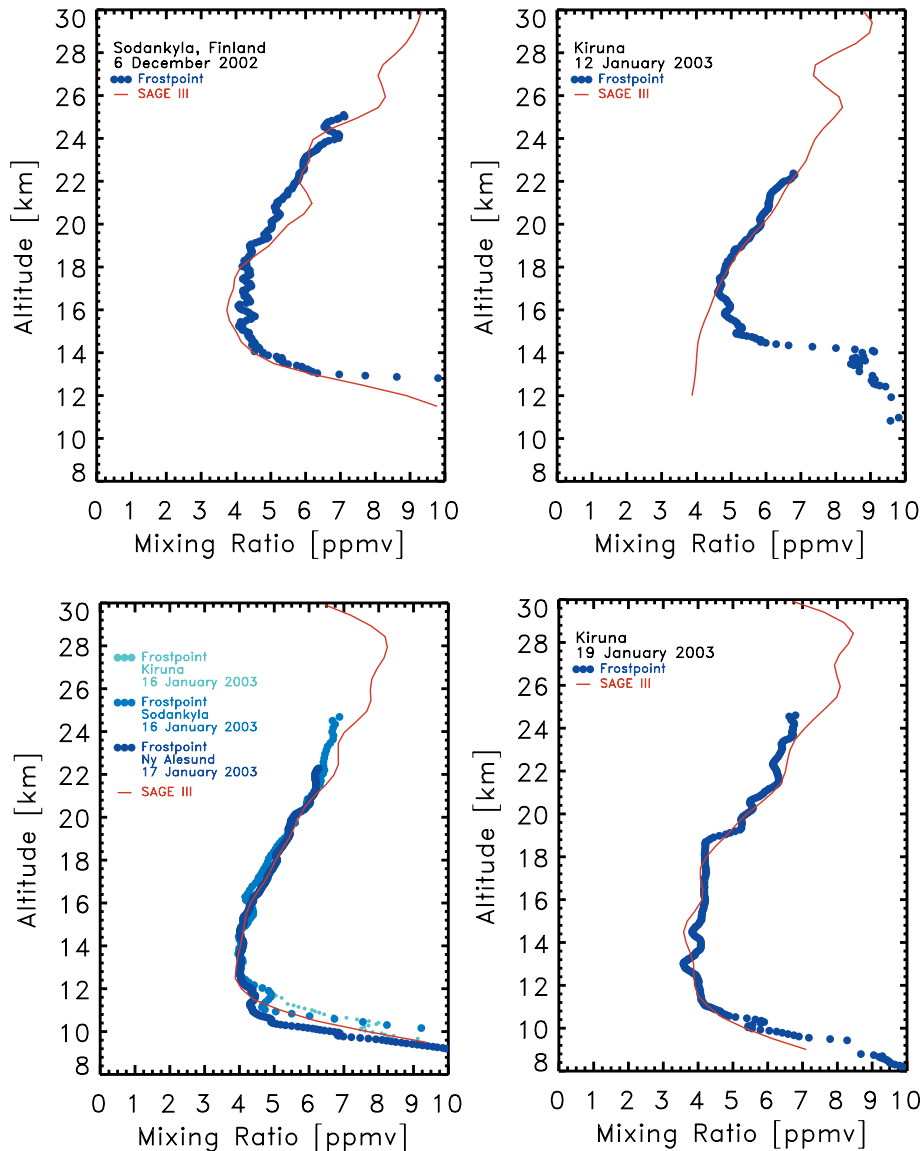 30
28
26
24
22
20
18
16
14
12
10
8
Altitude [km]
Sodankyla, Finland
6 December 2002
Frostpoint
SAGE III
0 1 2 3 4 5 6 7 8 9 10
Mixing Ratio [ppmv]
30
28
26
24
22
20
18
16
14
12
10
8
Altitude [km]
Kiruna
12 January 2003
Frostpoint
SAGE III
0 1 2 3 4 5 6 7 8 9 10
Mixing Ratio [ppmv]
30
28
26
24
22
20
18
16
14
12
10
8
Altitude [km]
Frostpoint
Kiruna
16 January 2003
Frostpoint
Sodankyla
16 January 2003
Frostpoint
Ny Alesund
17 January 2003
SAGE III
0 1 2 3 4 5 6 7 8 9 10
Mixing Ratio [ppmv]
30
28
26
24
22
20
18
16
14
12
10
8
Altitude [km]
Kiruna
19 January 2003
Frostpoint
SAGE III
0 1 2 3 4 5 6 7 8 9 10
Mixing Ratio [ppmv]